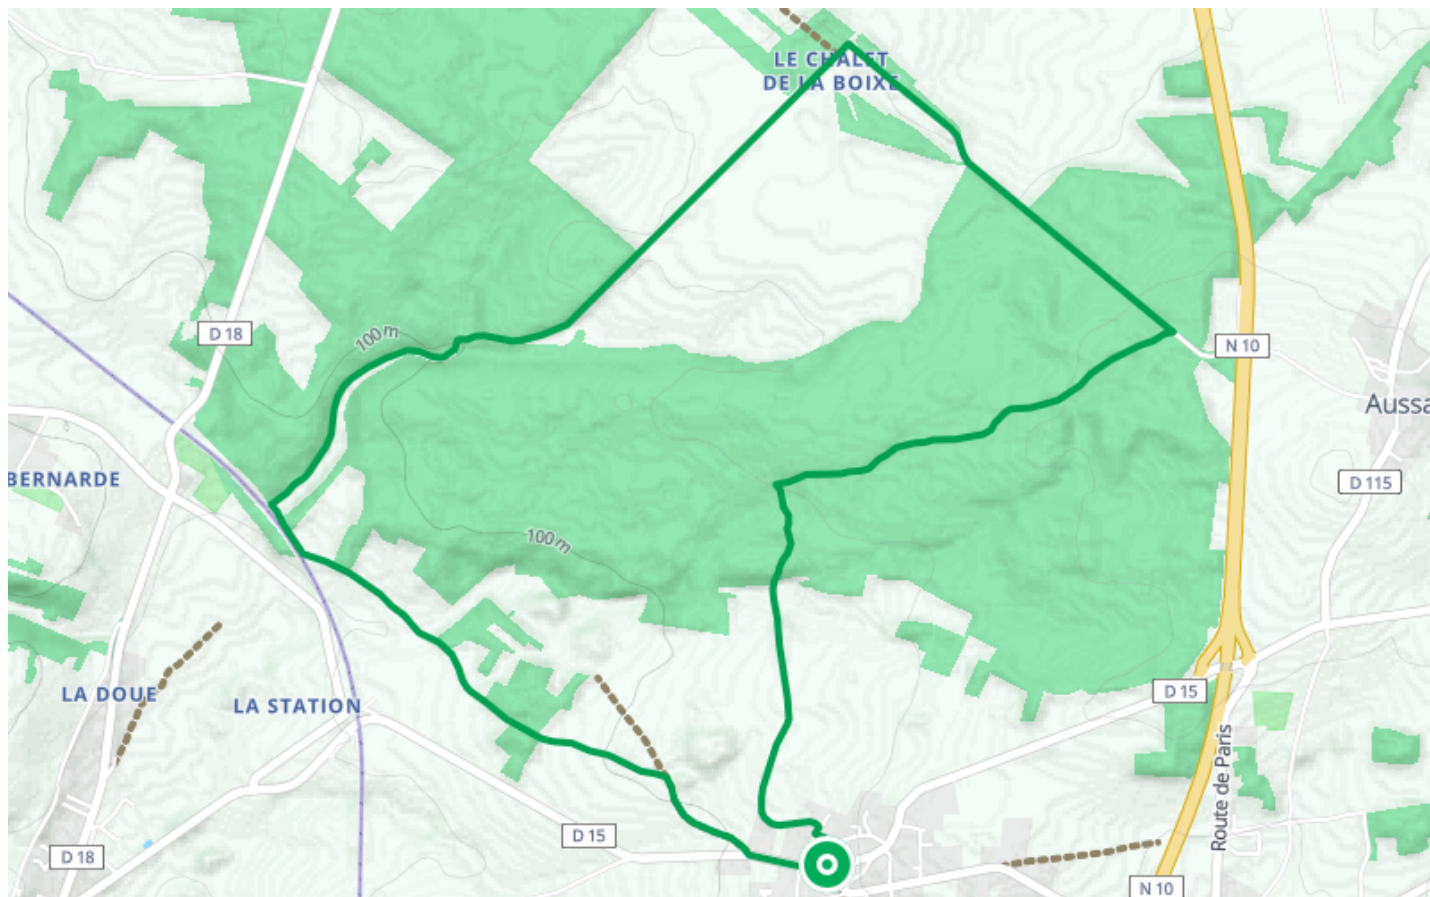 LE CHALET
DE LA BOIXE
D 18
100 m
N 10
Aussa
BERNARDE
D 115
100 m
LA DOUE
LA STATION
D 15
Route de Paris
D 15
D 18
N 10